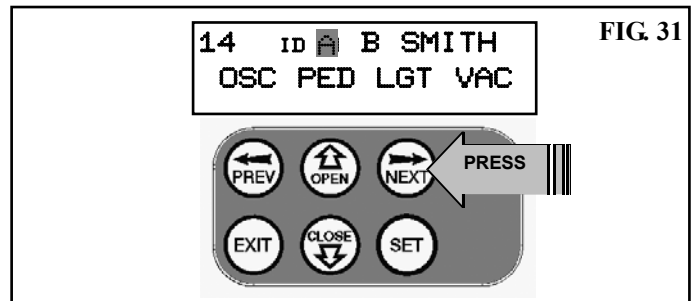 FIG. 31
14 ID A B SMITH
OSC PED LGT VAC
PREV OPEN NEXT PRESS
EXIT CLOSE SET